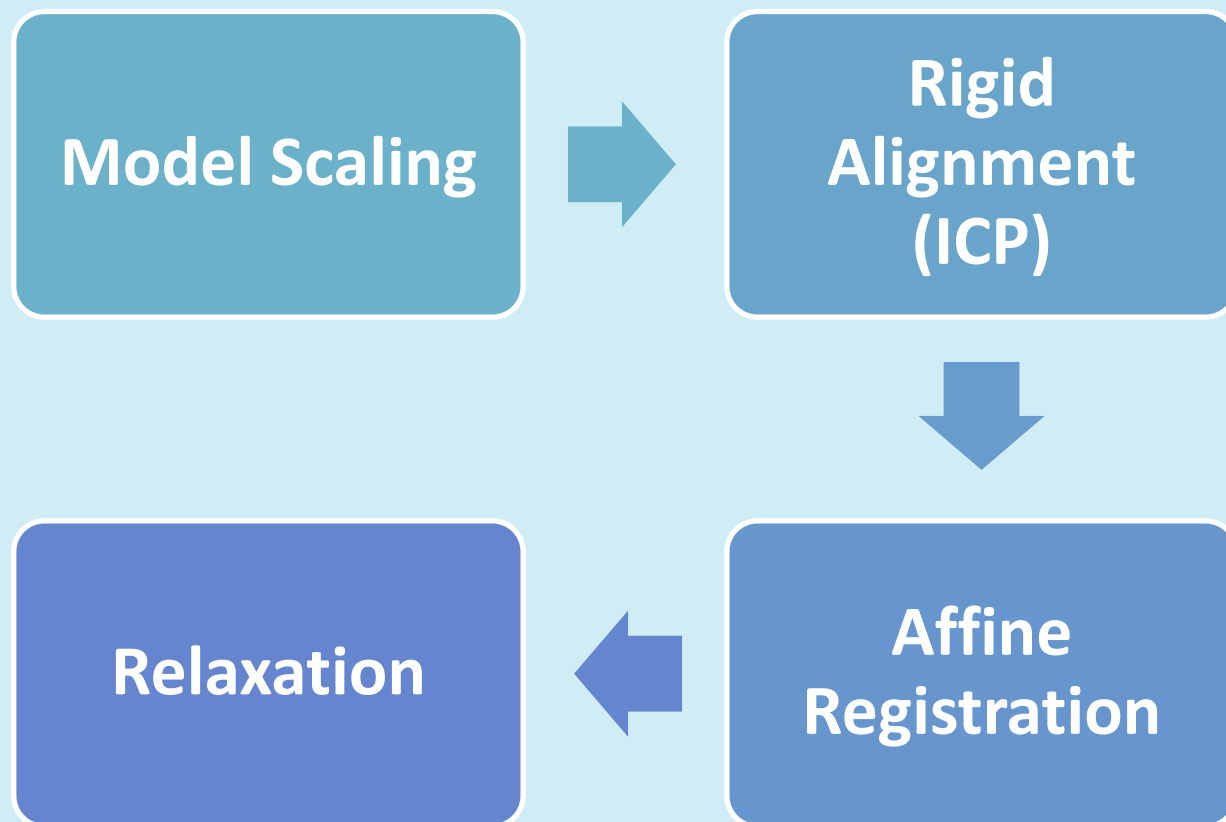 Model Scaling
Rigid
Alignment
(ICP)
Relaxation
Affine
Registration